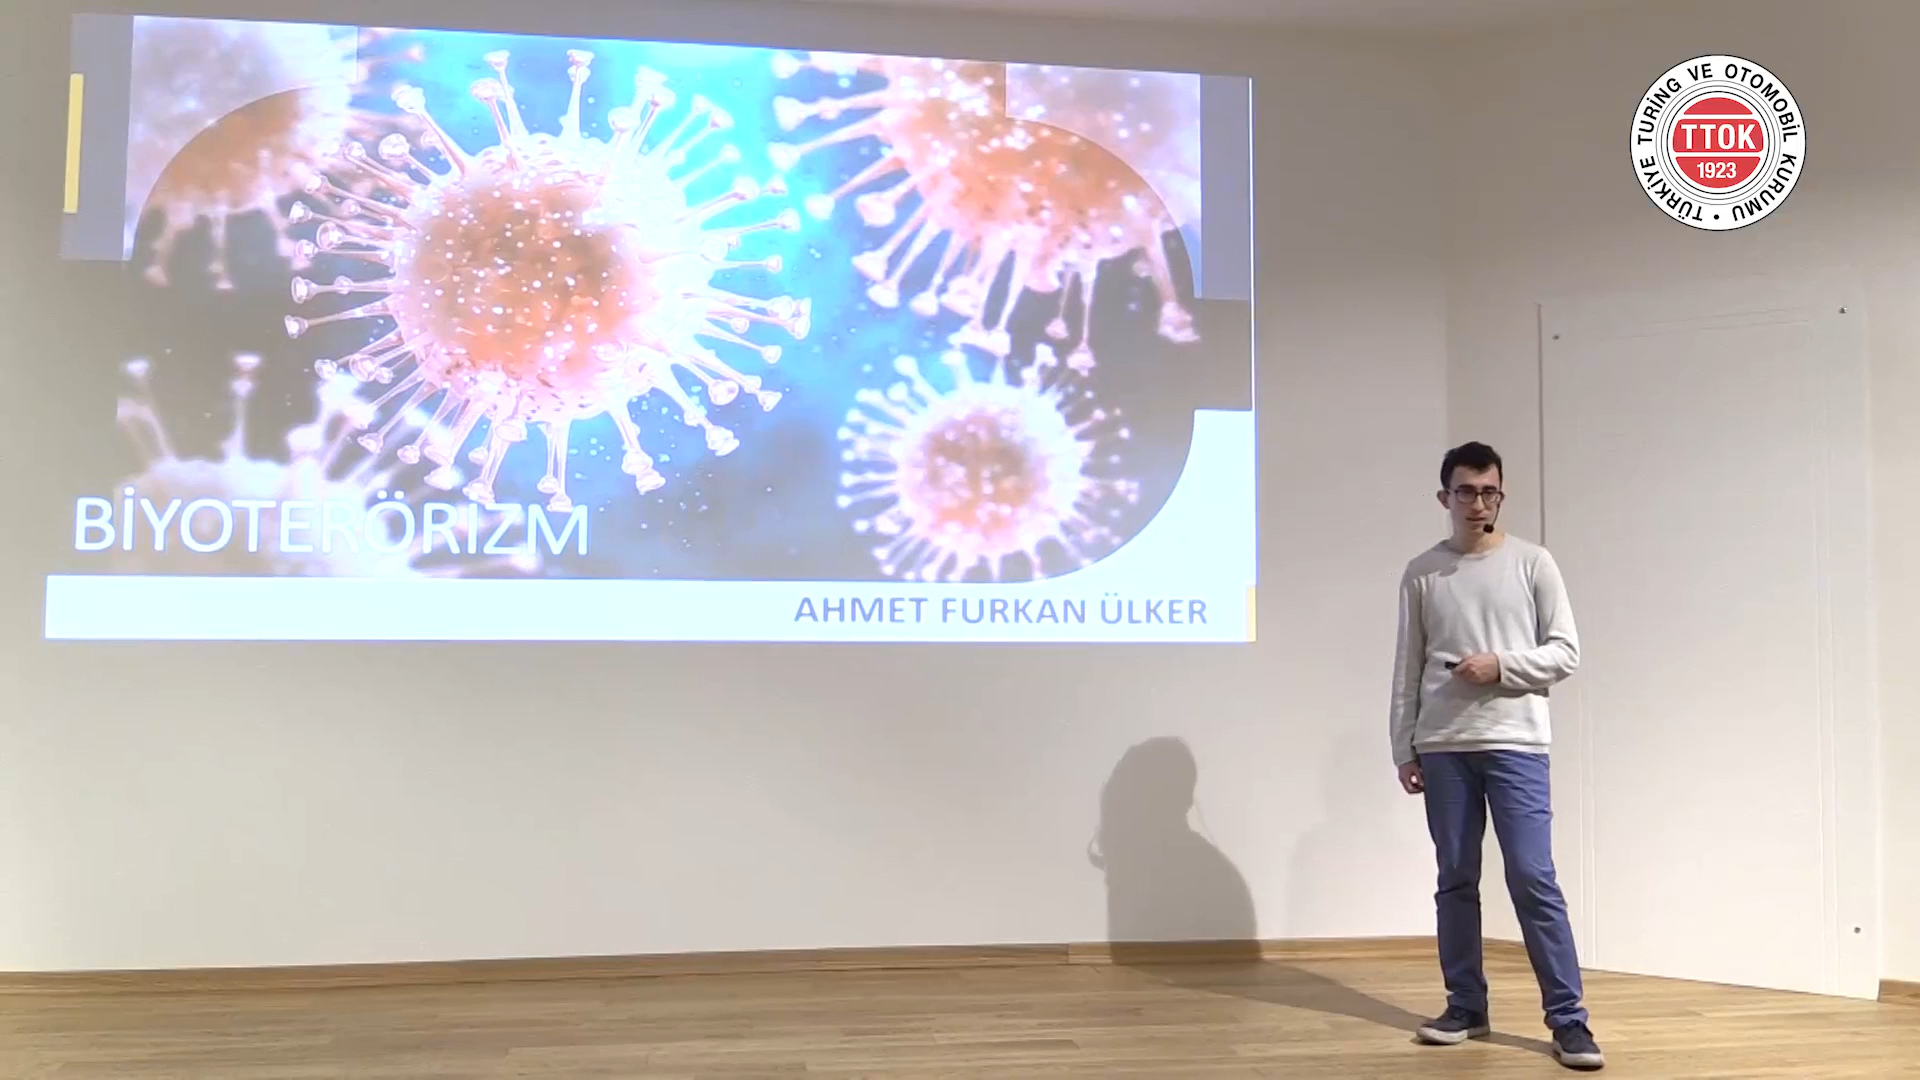 BİYOTERÖRİZM
AHMET FURKAN ÜLKER
TÜRKİYE TURİNG VE OTOMOBİL KURUMU •
TTOK
1923